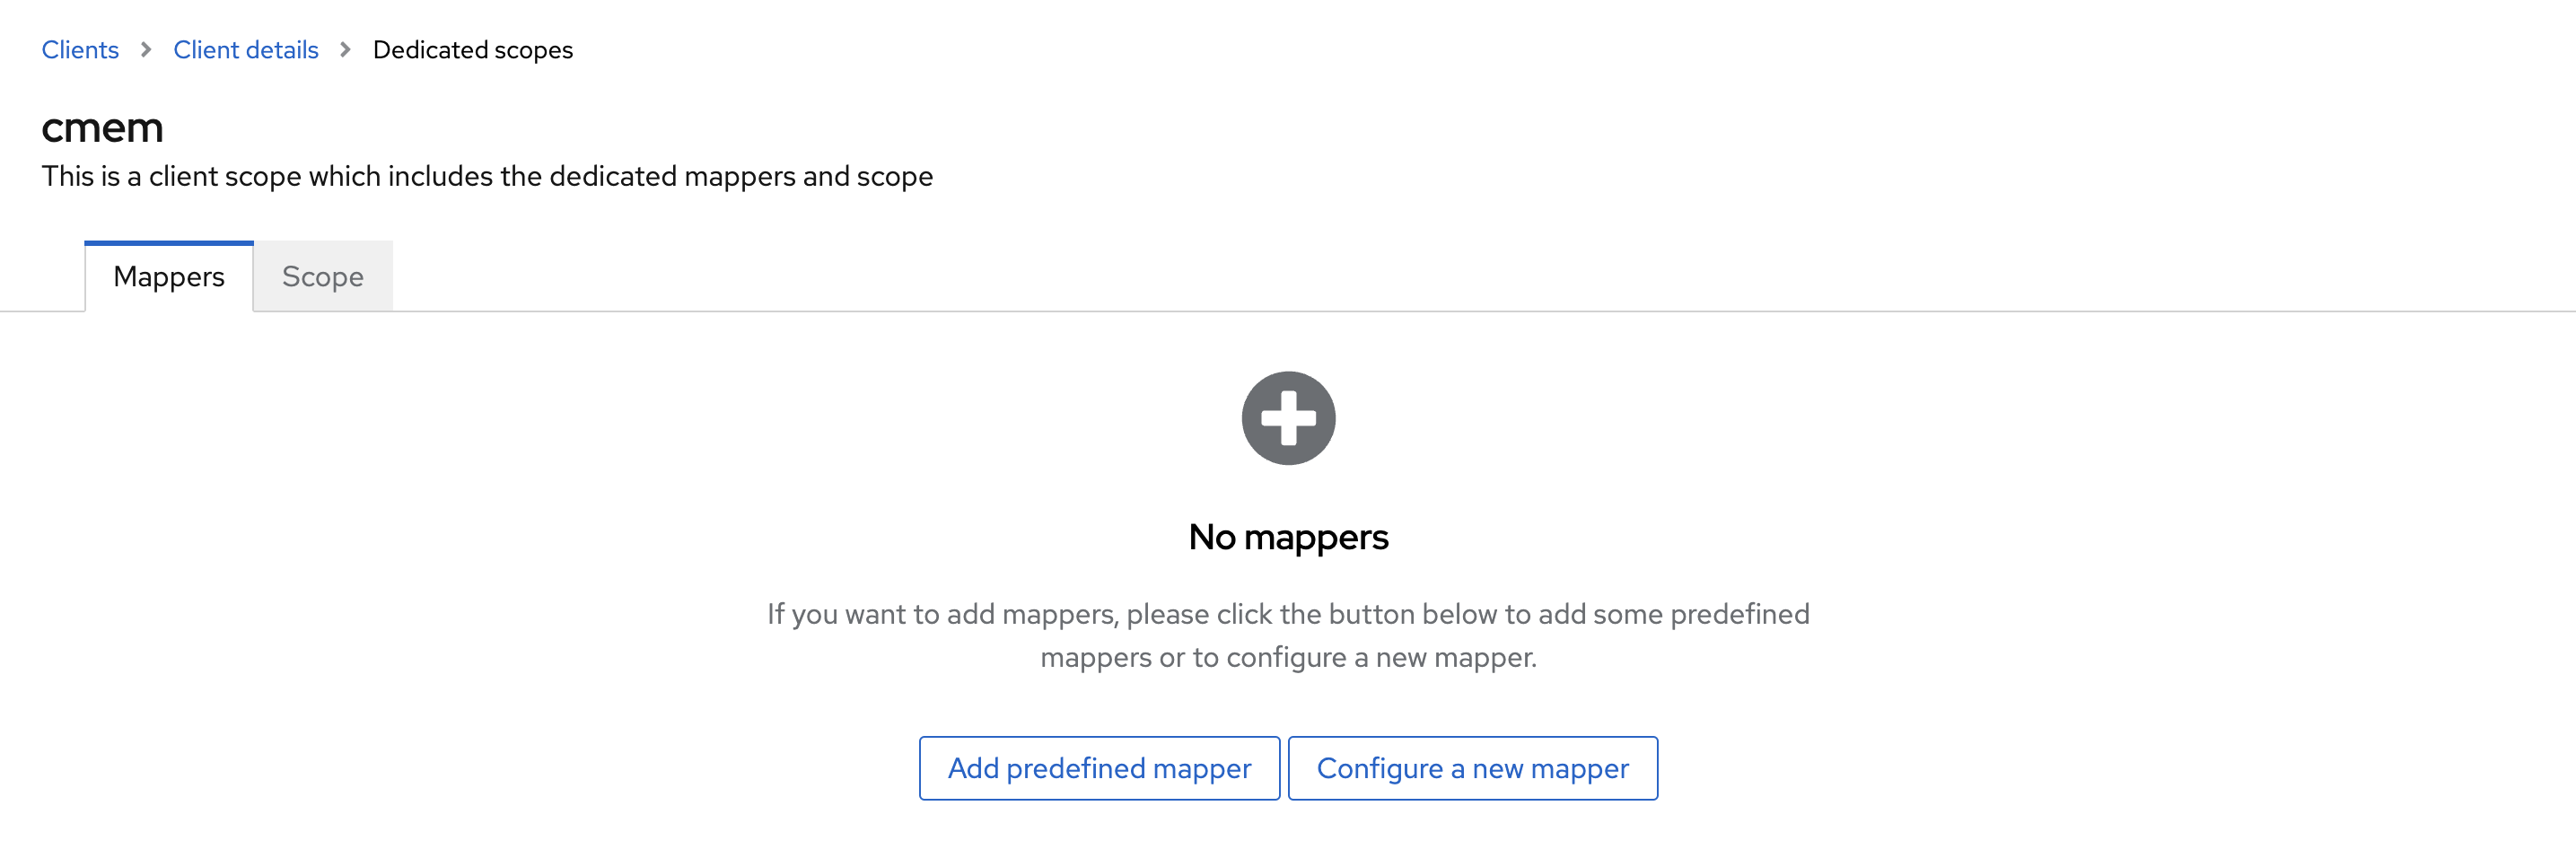 Clients > Client details > Dedicated scopes
cmem
This is a client scope which includes the dedicated mappers and scope
Mappers Scope
No mappers
If you want to add mappers, please click the button below to add some predefined
mappers or to configure a new mapper.
Add predefined mapper Configure a new mapper